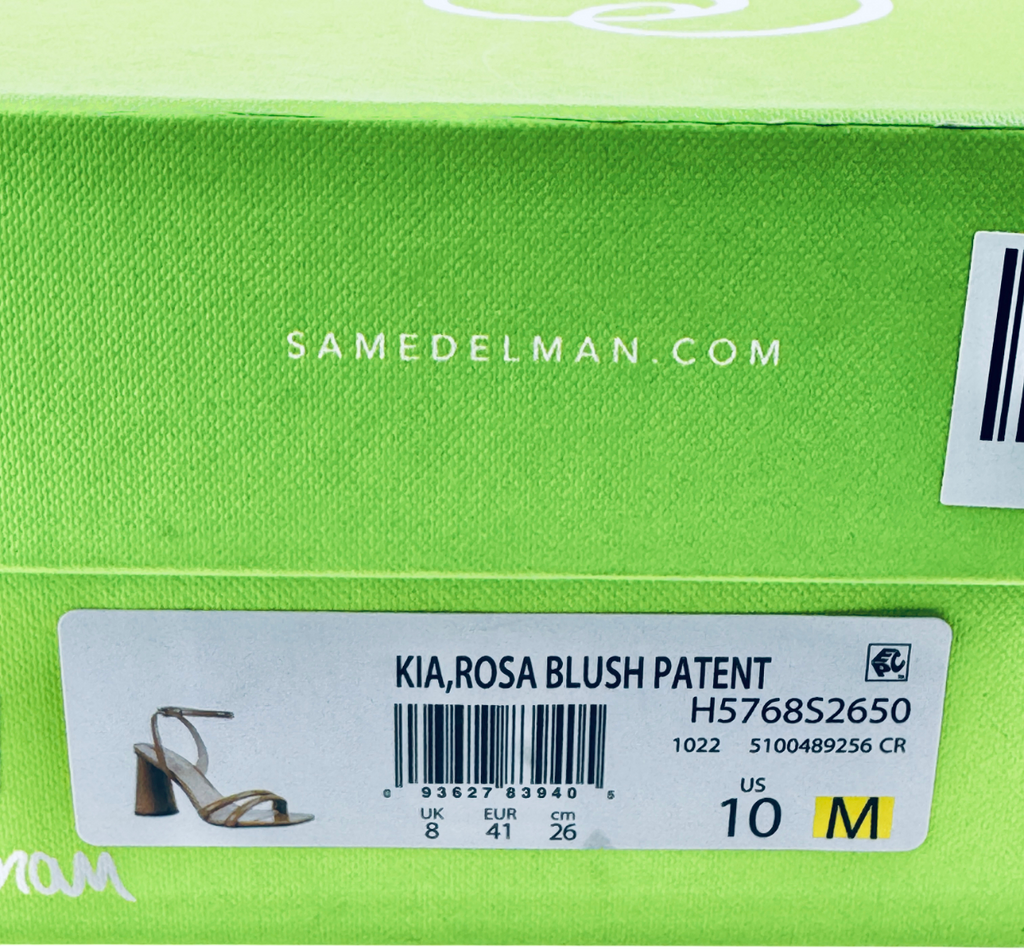 SAMEDELMAN.COM
KIA,ROSA BLUSH PATENT
EPC
H5768S2650
1022 5100489256 CR
0 93627 83940 5
UK EUR cm
8 41 26
US
10 M